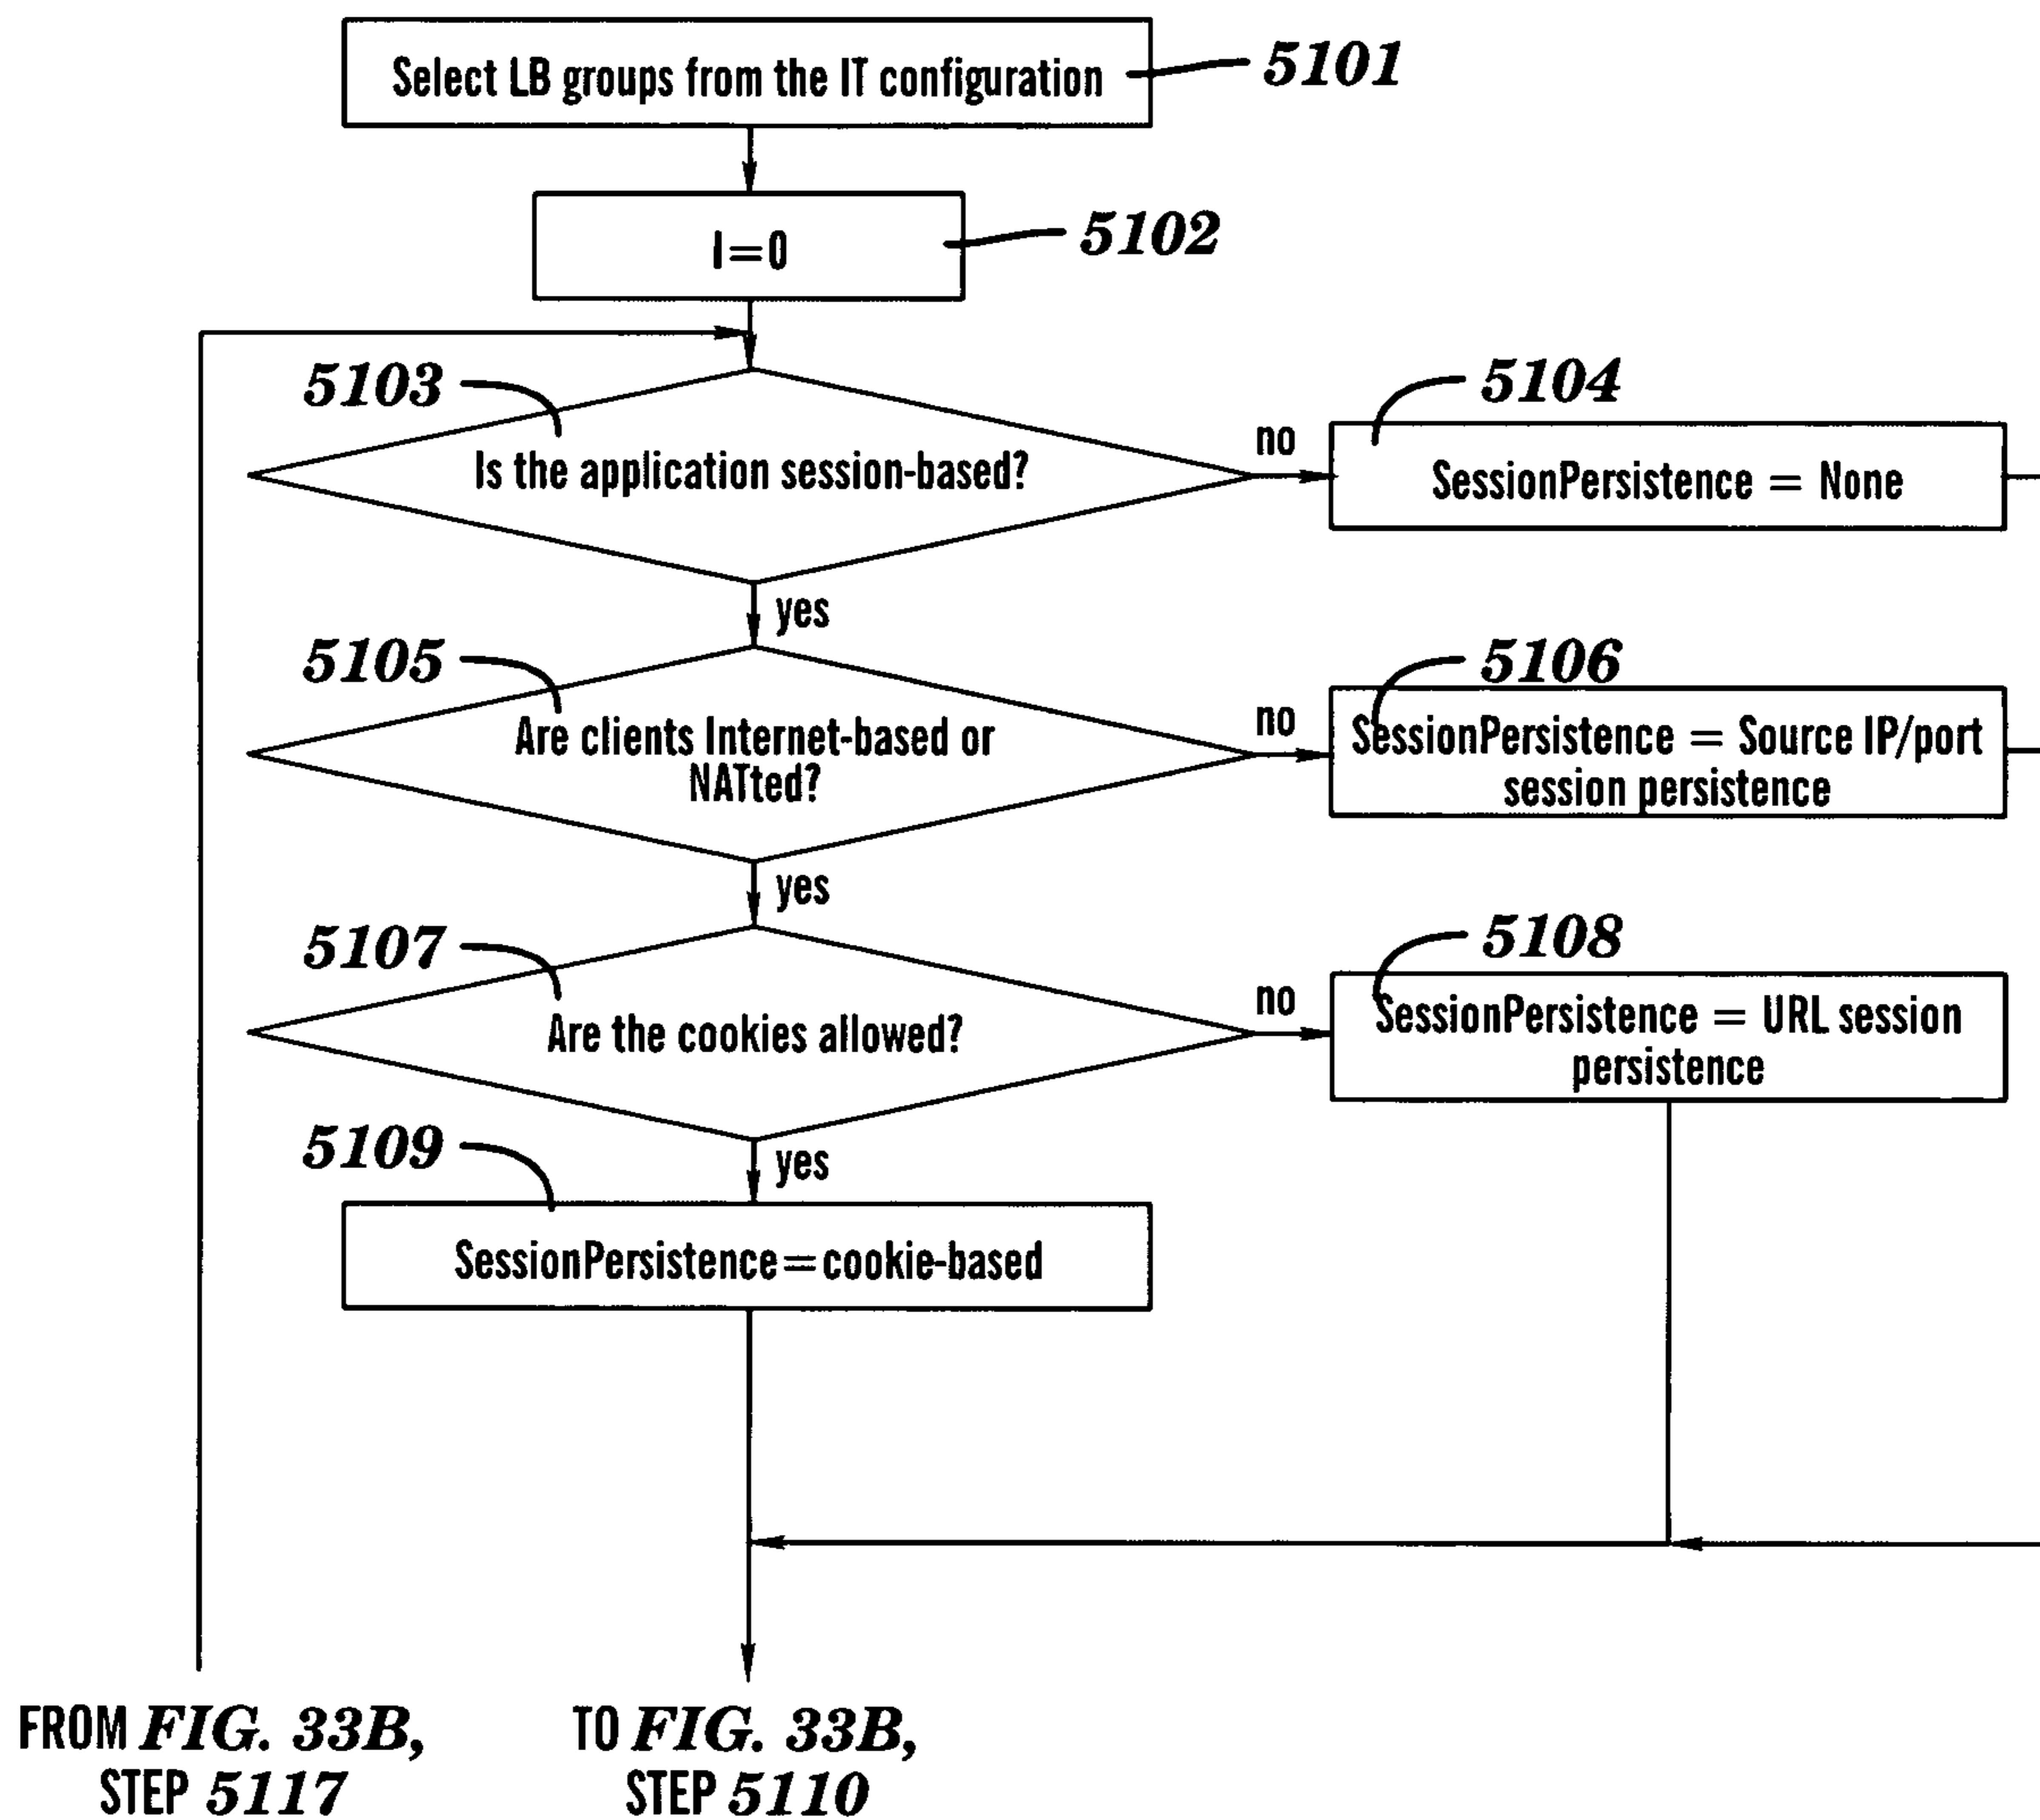 Select LB groups from the IT configuration
5101
I=0
5102
5103
Is the application session-based?
no
5104
SessionPersistence = None
yes
5105
Are clients Internet-based or
NATted?
no
5106
SessionPersistence = Source IP/port
session persistence
yes
5107
Are the cookies allowed?
no
5108
SessionPersistence = URL session
persistence
yes
5109
SessionPersistence=cookie-based
FROM FIG. 33B,
STEP 5117
TO FIG. 33B,
STEP 5110